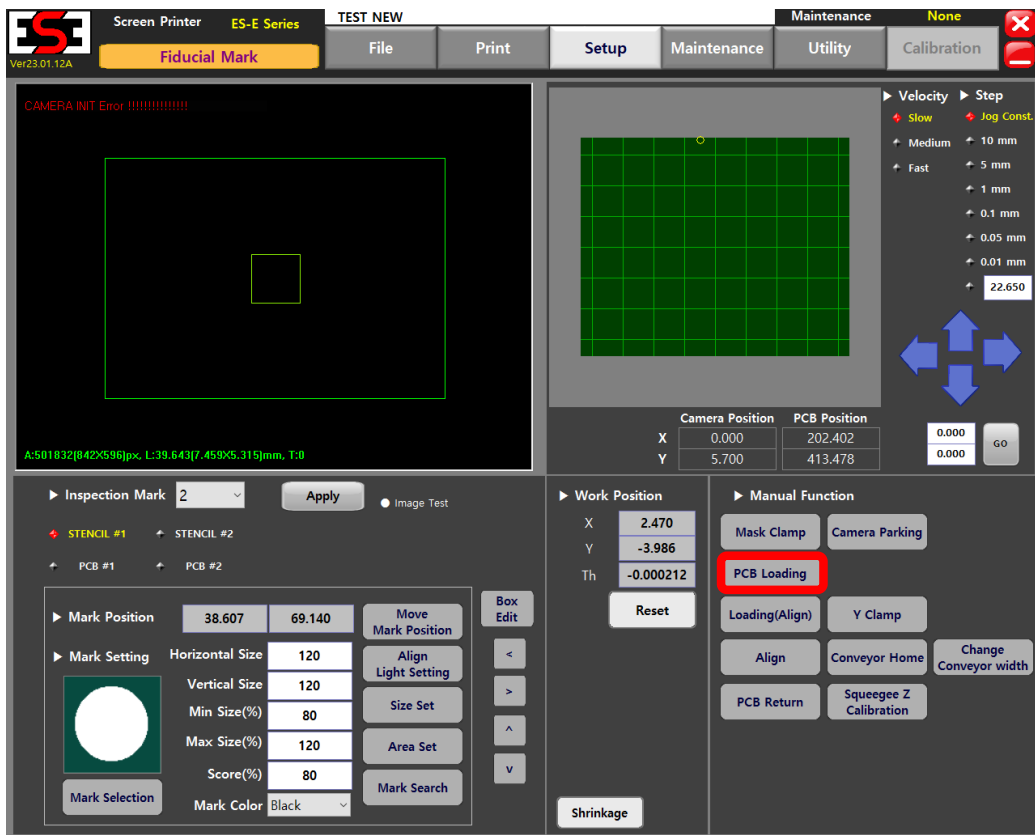 Screen Printer ES-E Series TEST NEW Maintenance None
ESE
Ver23.01.12A
Fiducial Mark
File Print Setup Maintenance Utility Calibration
CAMERA INIT Error !!!!!!!!!!!!!!!
A:501832(842X596)px, L:39.643(7.459X5.315)mm, T:0
Velocity Step
Slow Jog Const.
Medium 10 mm
Fast 5 mm
1 mm
0.1 mm
0.05 mm
0.01 mm
22.650
Camera Position PCB Position
X 0.000 202.402
Y 5.700 413.478
0.000
0.000
GO
Inspection Mark 2 Apply Image Test
STENCIL #1 STENCIL #2
PCB #1 PCB #2
Mark Position 38.607 69.140
Move
Mark Position
Box
Edit
Mark Setting
Horizontal Size 120
Vertical Size 120
Min Size(%) 80
Max Size(%) 120
Score(%) 80
Mark Color Black
Mark Selection
Align
Light Setting
Size Set
Area Set
Mark Search
<
>
^
v
Work Position
X 2.470
Y -3.986
Th -0.000212
Reset
Shrinkage
Manual Function
Mask Clamp Camera Parking
PCB Loading
Loading(Align) Y Clamp
Align Conveyor Home
Change
Conveyor width
PCB Return
Squeegee Z
Calibration